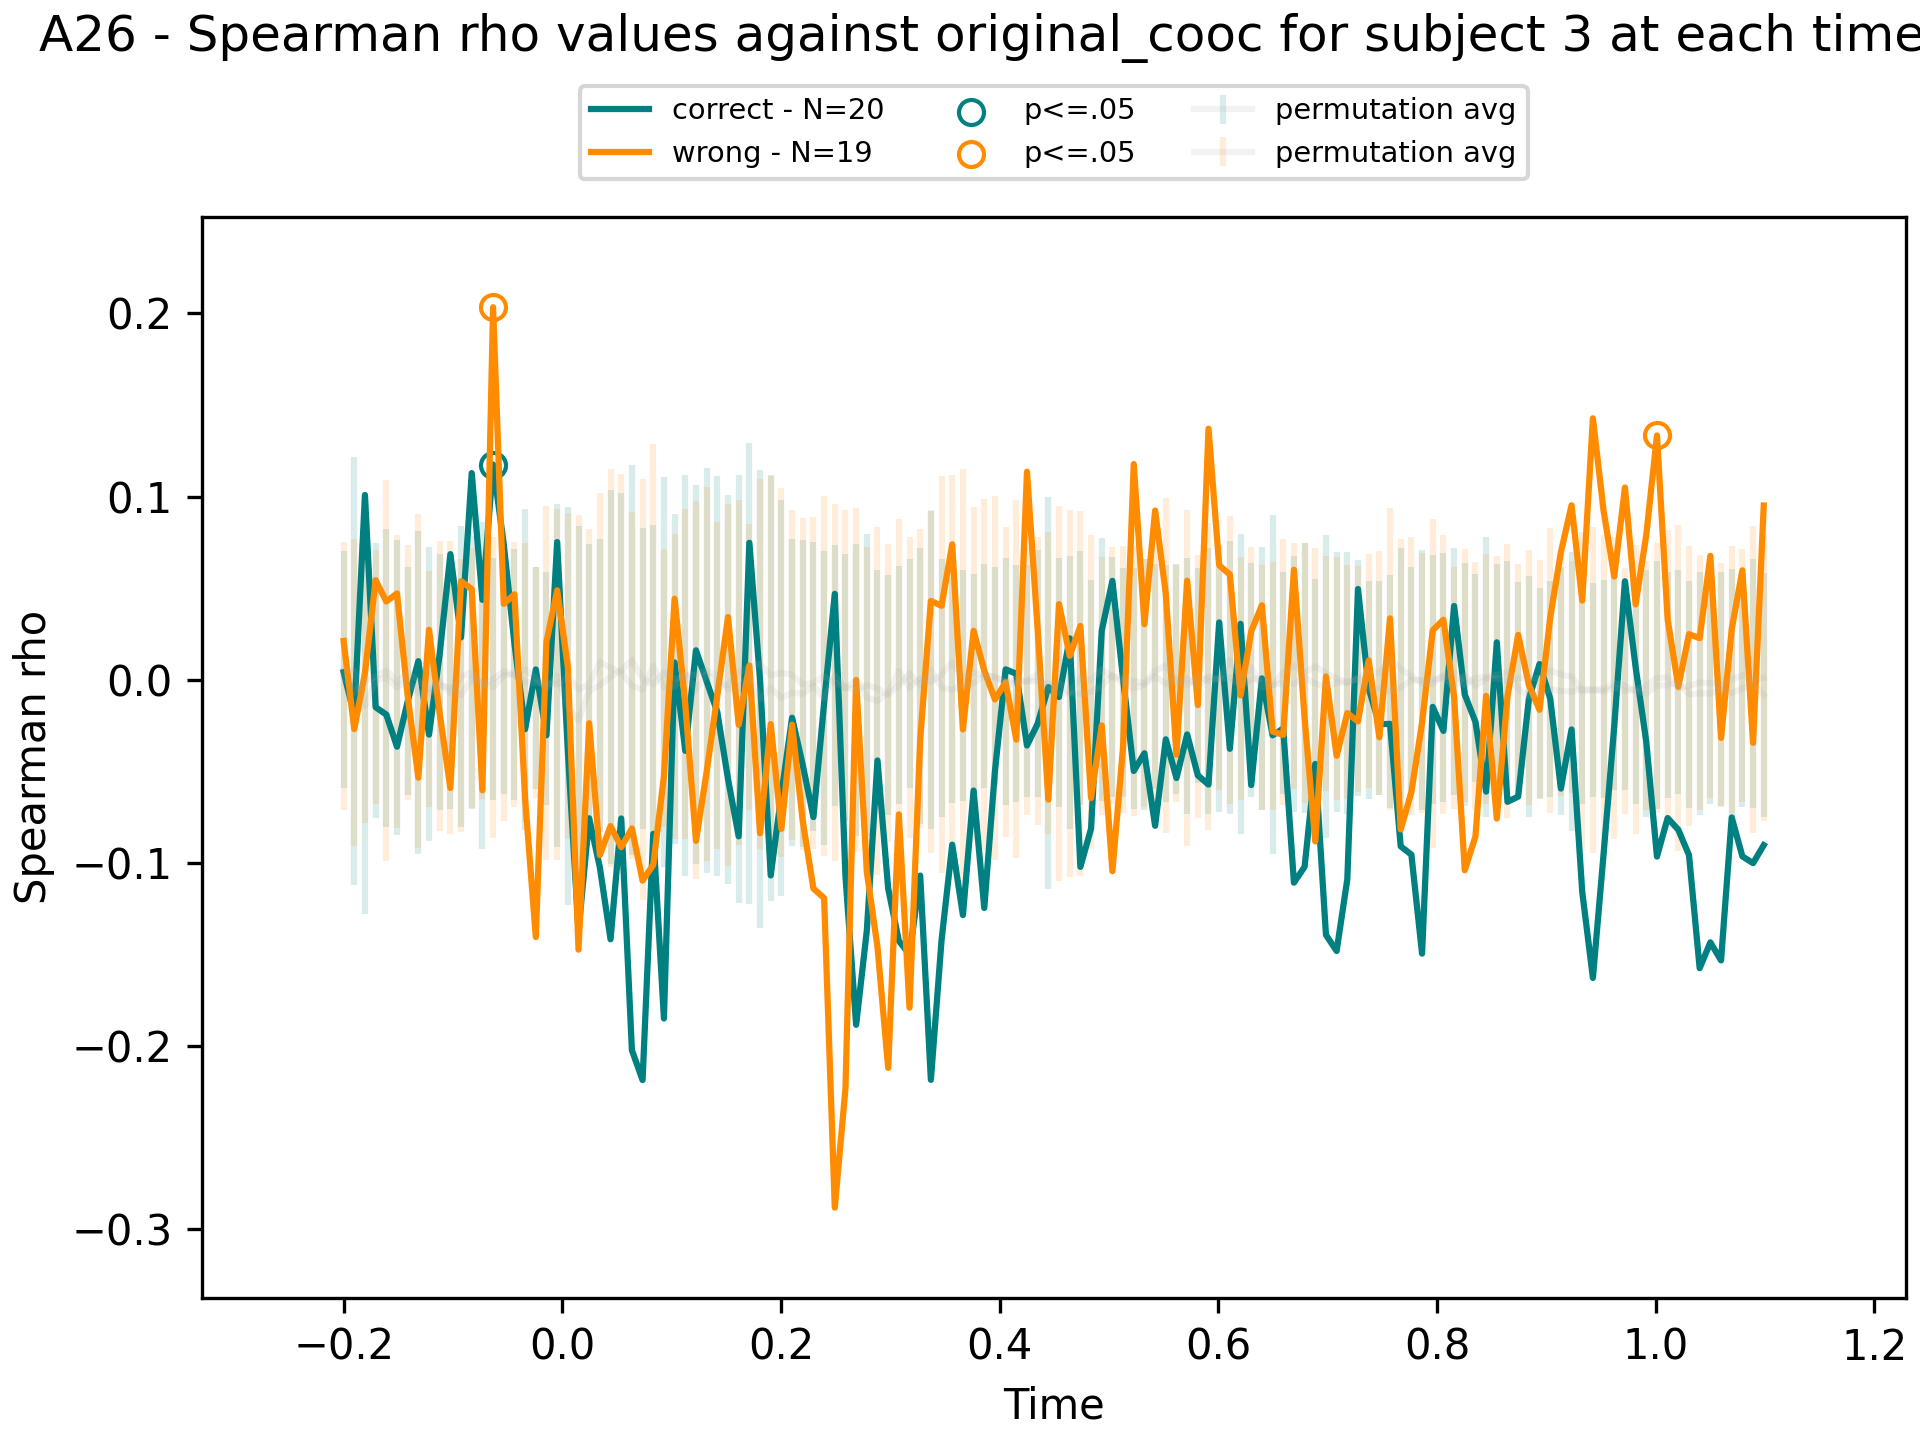 A26 - Spearman rho values against original_cooc for subject 3 at each time
correct - N=20
wrong - N=19
p<=.05
p<=.05
permutation avg
permutation avg
Spearman rho
0.2
0.1
0.0
−0.1
−0.2
−0.3
−0.2 0.0 0.2 0.4 0.6 0.8 1.0 1.2
Time